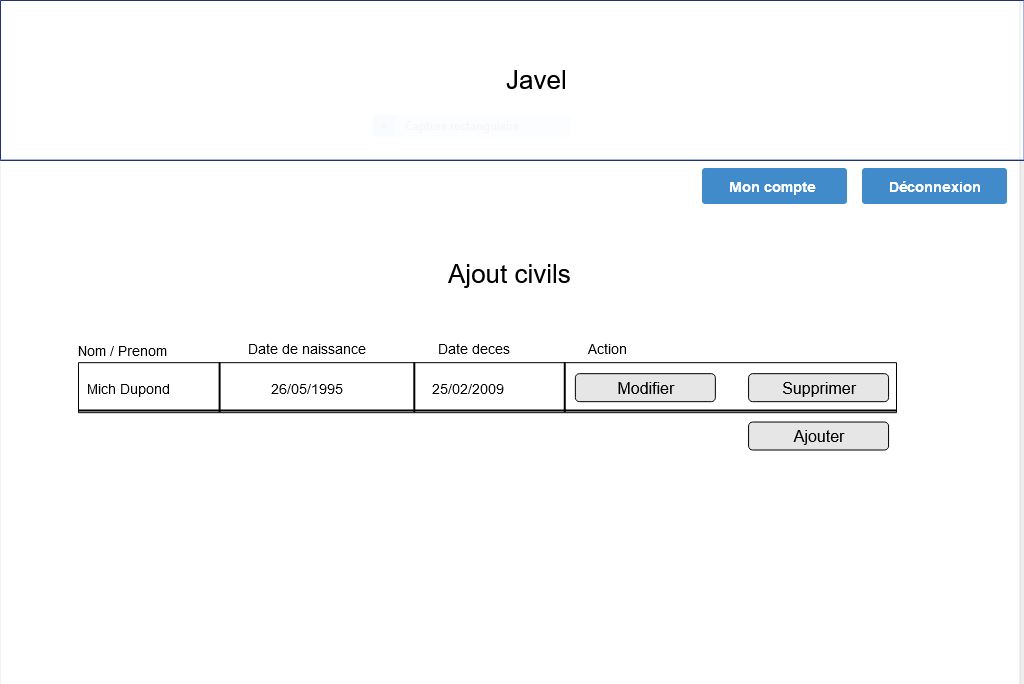 Javel
Capture rectangulaire
Mon compte Déconnexion
Ajout civils
Nom / Prenom Date de naissance Date deces Action
Mich Dupond 26/05/1995 25/02/2009 Modifier Supprimer
Ajouter